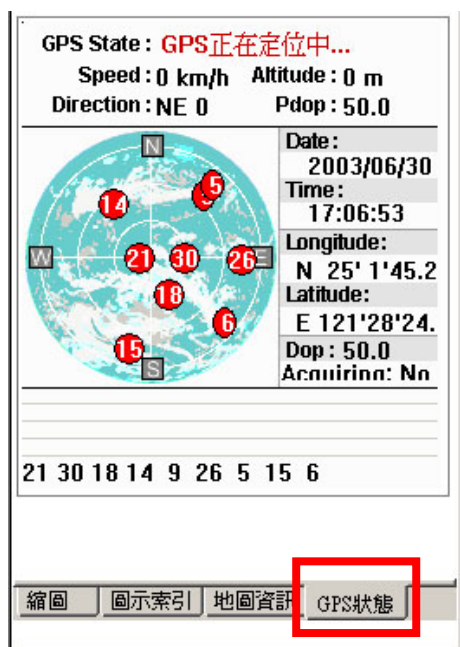 GPS State : GPS正在定位中...
Speed : 0 km/h Altitude : 0 m
Direction : NE 0 Pdop : 50.0
N
5
14
W
21
30
26
E
18
6
15
S
Date :
2003/06/30
Time :
17:06:53
Longitude:
N 25' 1'45.2
Latitude:
E 121'28'24.
Dop : 50.0
Acquiring: No
21 30 18 14 9 26 5 15 6
縮圖 圖示索引 地圖資訊 GPS狀態